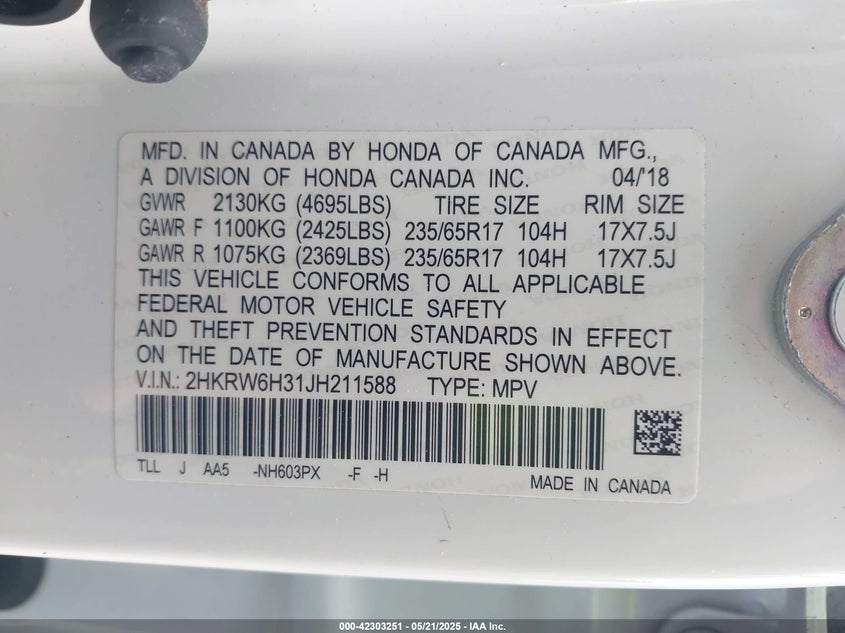 MFD. IN CANADA BY HONDA OF CANADA MFG.,
A DIVISION OF HONDA CANADA INC. 04/'18
GVWR 2130KG (4695LBS) TIRE SIZE RIM SIZE
GAWR F 1100KG (2425LBS) 235/65R17 104H 17X7.5J
GAWR R 1075KG (2369LBS) 235/65R17 104H 17X7.5J
THIS VEHICLE CONFORMS TO ALL APPLICABLE
FEDERAL MOTOR VEHICLE SAFETY
AND THEFT PREVENTION STANDARDS IN EFFECT
ON THE DATE OF MANUFACTURE SHOWN ABOVE.
V.I.N.: 2HKRW6H31JH211588 TYPE: MPV
TLL J AA5 -NH603PX -F -H
MADE IN CANADA
000-42303251 - 05/21/2025 - IAA Inc.